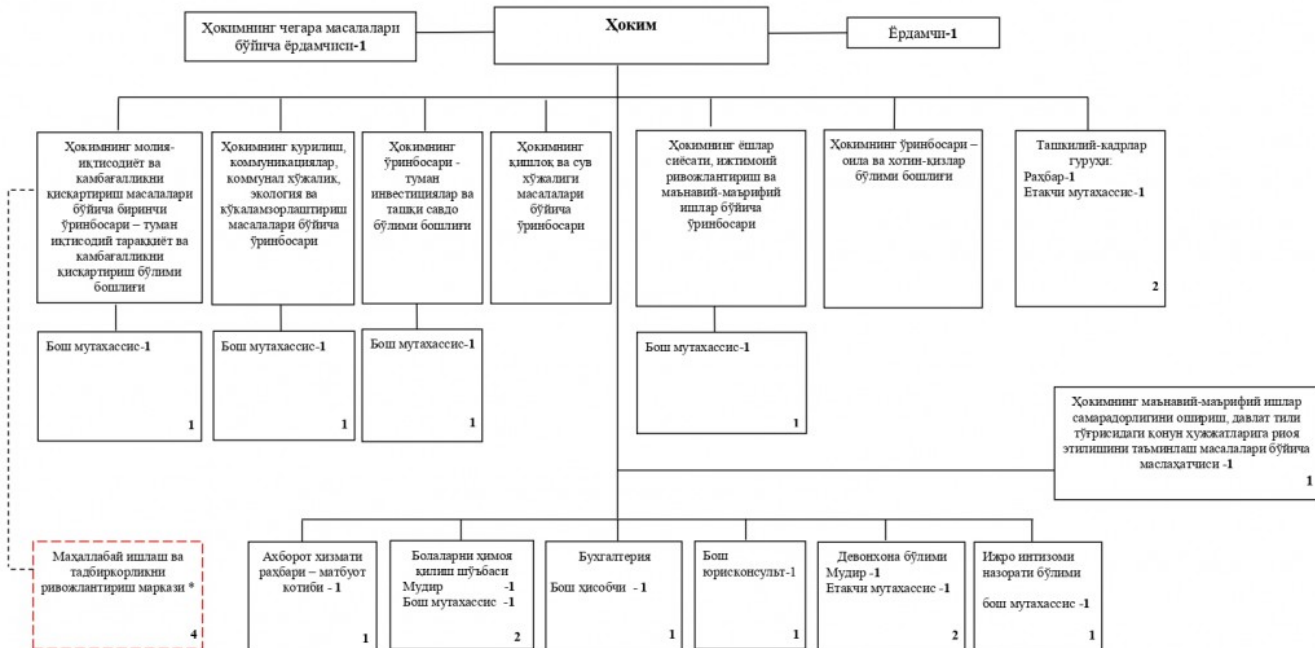 Ҳокимнинг чегара масалалари
бўйича ёрдамчиси-1
Ҳоким
Ёрдамчи-1
Ҳокимнинг молия-
иқтисодиёт ва
камбағалликни
қисқартириш масалалари
бўйича биринчи
ўринбосари – туман
иқтисодий тараққиёт ва
камбағалликни
қисқартириш бўлими
бошлиғи
Ҳокимнинг қурилиш,
коммуникациялар,
коммунал хўжалик,
экология ва
кўкаламзорлаштириш
масалалари бўйича
ўринбосари
Ҳокимнинг
ўринбосари -
туман
инвестициялар ва
ташқи савдо
бўлими бошлиғи
Ҳокимнинг
қишлоқ ва сув
хўжалиги
масалалари
бўйича
ўринбосари
Ҳокимнинг ёшлар
сиёсати, ижтимоий
ривожлантириш ва
маънавий-маърифий
ишлар бўйича
ўринбосари
Ҳокимнинг ўринбосари –
оила ва хотин-қизлар
бўлими бошлиғи
Ташкилий-кадрлар
гуруҳи:
Раҳбар-1
Етакчи мутахассис-1
2
Бош мутахассис-1
1
Бош мутахассис-1
1
Бош мутахассис-1
1
Бош мутахассис-1
1
Ҳокимнинг маънавий-маърифий ишлар
самарадорлигини ошириш, давлат тили
тўғрисидаги қонун ҳужжатларига риоя
этилишини таъминлаш масалалари бўйича
маслаҳатчиси -1
1
Маҳаллабай ишлаш ва
тадбиркорликни
ривожлантириш маркази *
4
Ахборот хизмати
раҳбари – матбуот
котиби - 1
1
Болаларни ҳимоя
қилиш шўъбаси
Мудир -1
Бош мутахассис -1
2
Бухгалтерия
Бош ҳисобчи - 1
1
Бош
юрисконсульт-1
1
Девонхона бўлими
Мудир -1
Етакчи мутахассис -1
2
Ижро интизоми
назорати бўлими
бош мутахассис -1
1